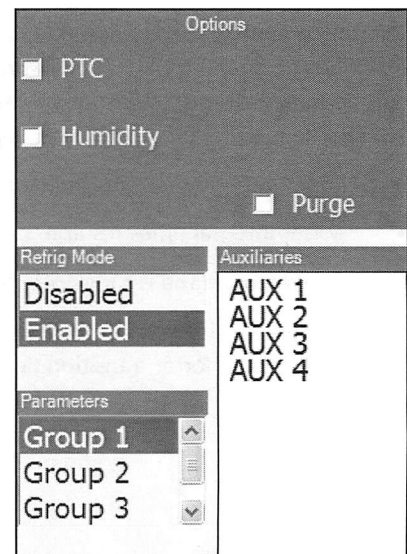 Options
PTC
Humidity
Purge
Refrig Mode
Disabled
Enabled
Auxiliaries
AUX 1
AUX 2
AUX 3
AUX 4
Parameters
Group 1
Group 2
Group 3